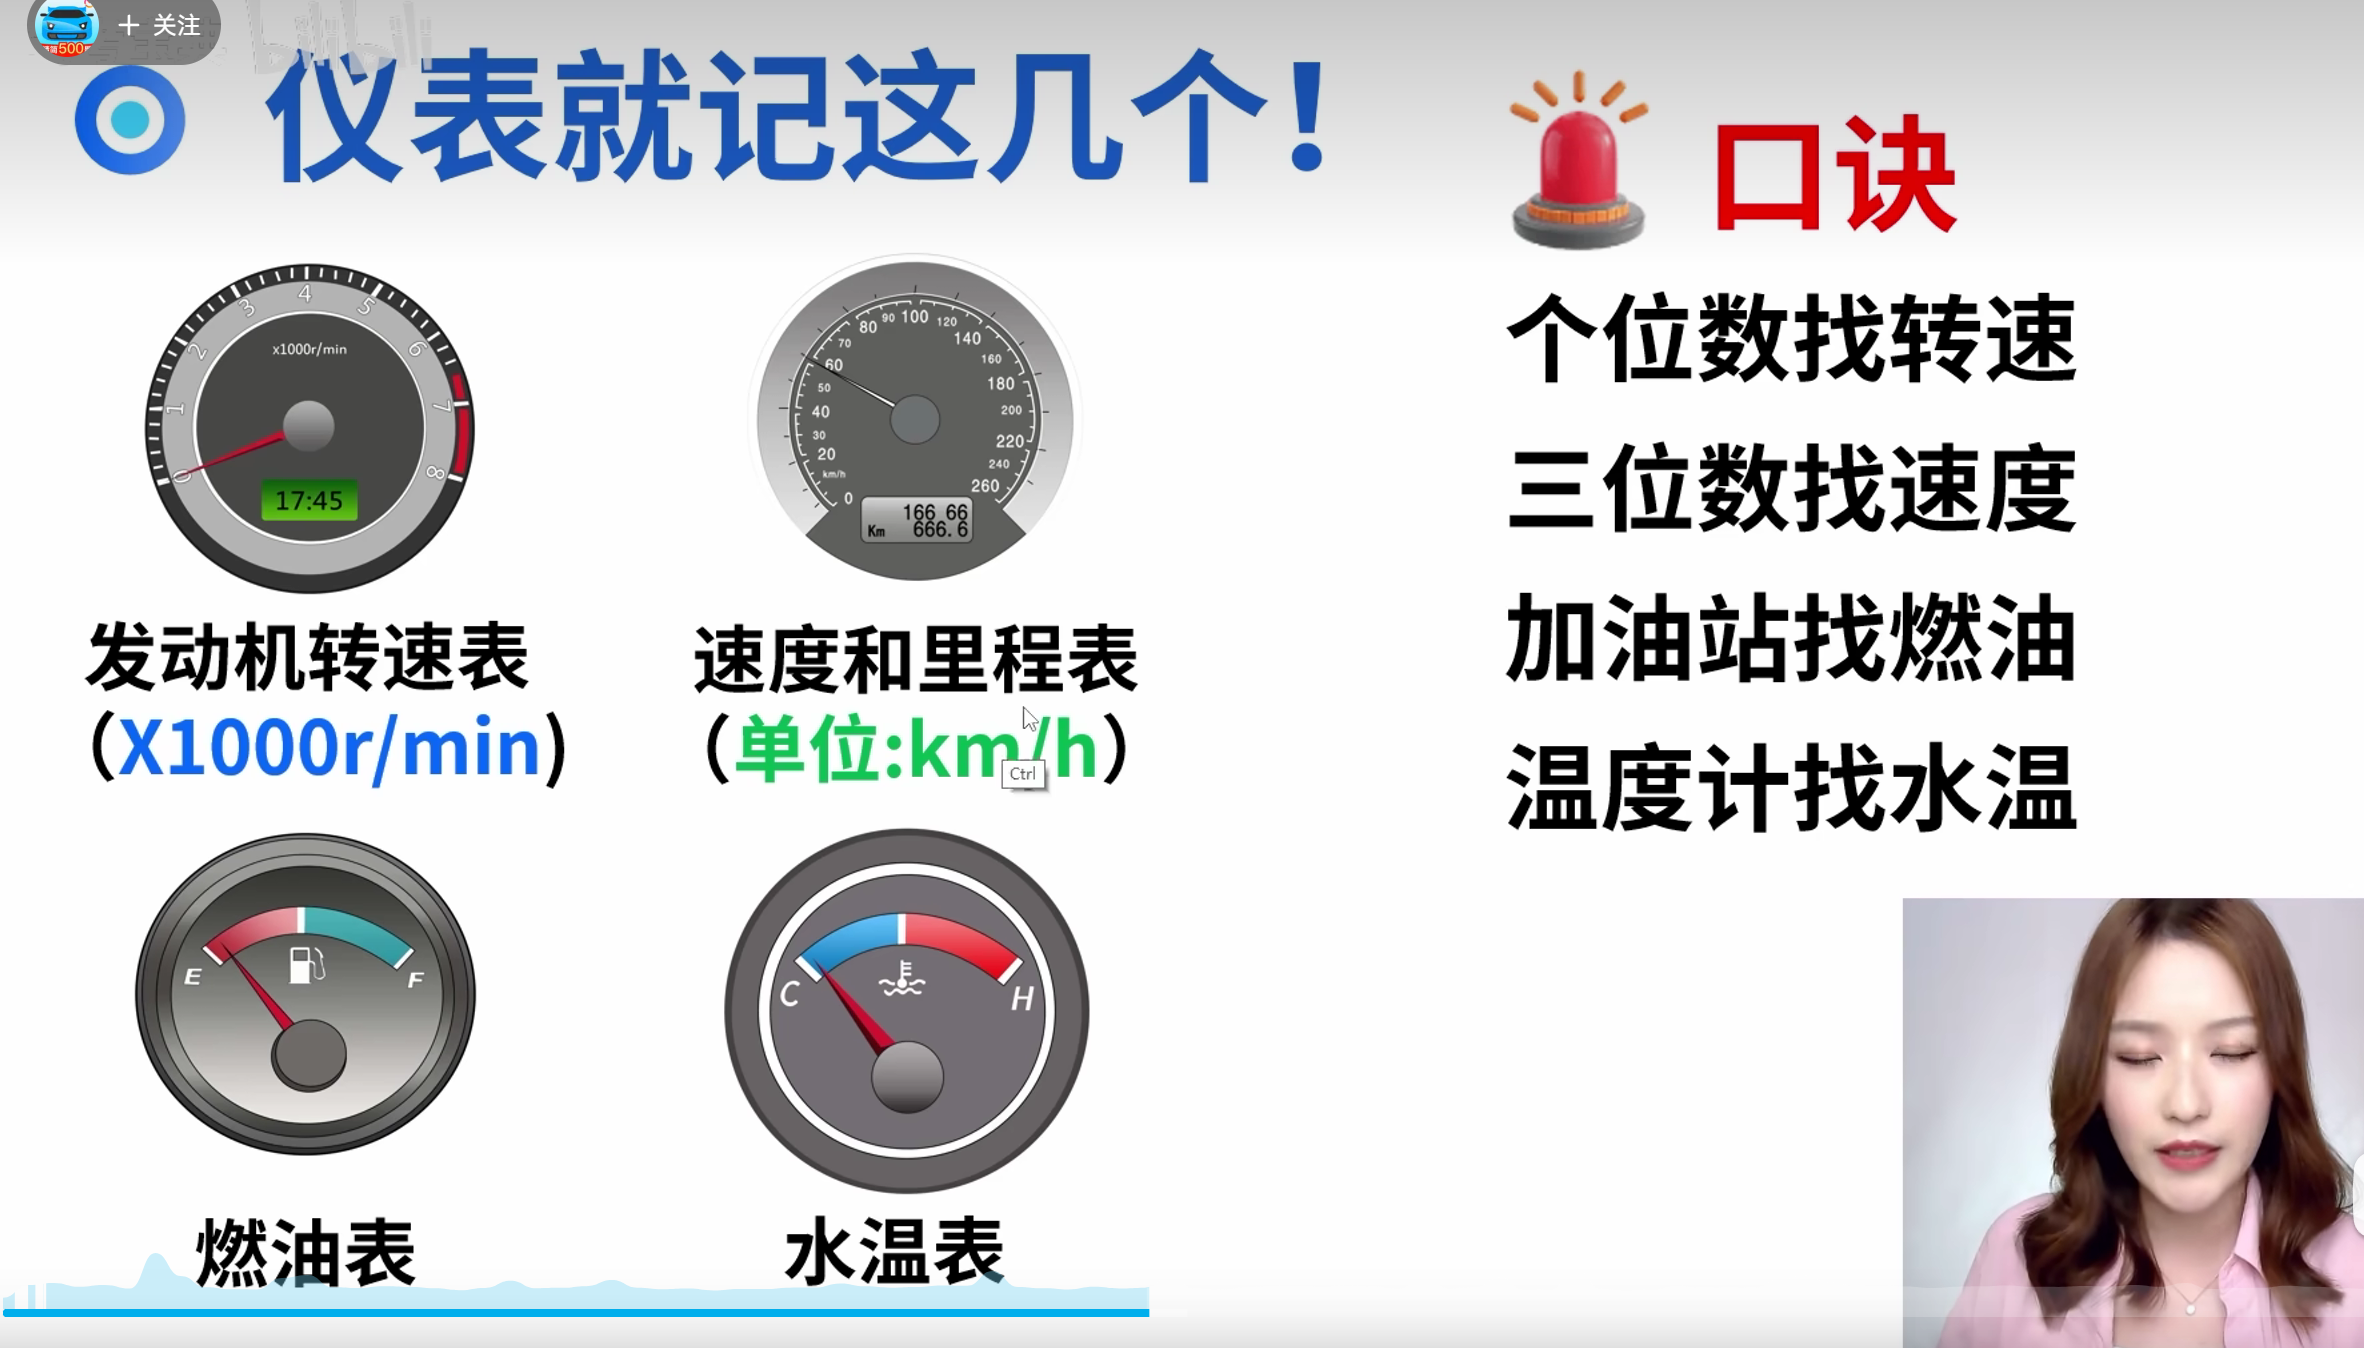 + 关注
bilibili
500
仪表就记这几个！
口诀
个位数找转速
三位数找速度
加油站找燃油
温度计找水温
0 1 2 3 4 5 6 7 8
x1000r/min
17:45
发动机转速表
(X1000r/min)
0 20 30 40 50 60 70 80 90 100 120 140 160 180 200 220 240 260
km/h
166 66
Km 666.6
速度和里程表
(单位:km/h)
Ctrl
E F
燃油表
C H
水温表